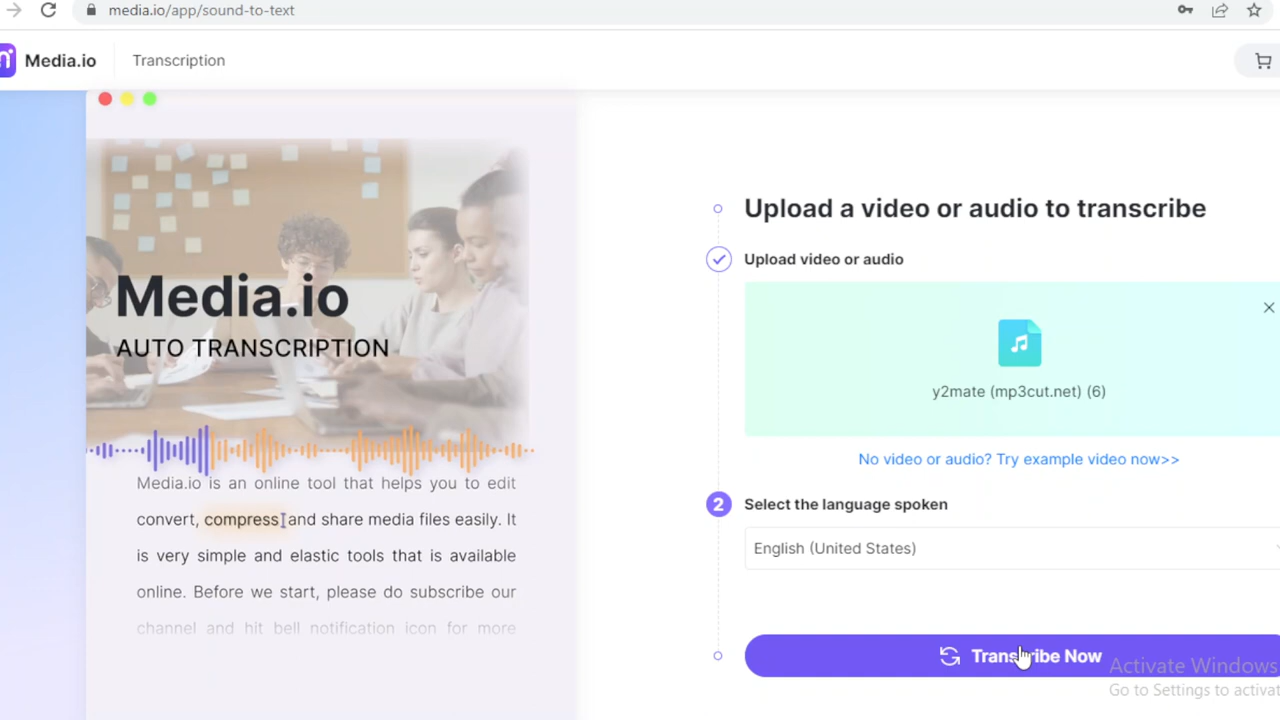 media.io/app/sound-to-text
Media.io
Transcription
Media.io
AUTO TRANSCRIPTION
Media.io is an online tool that helps you to edit
convert, compress and share media files easily. It
is very simple and elastic tools that is available
online. Before we start, please do subscribe our
channel and hit bell notification icon for more
Upload a video or audio to transcribe
Upload video or audio
y2mate (mp3cut.net) (6)
No video or audio? Try example video now>>
2 Select the language spoken
English (United States)
Transcribe Now
Activate Windows
Go to Settings to activat